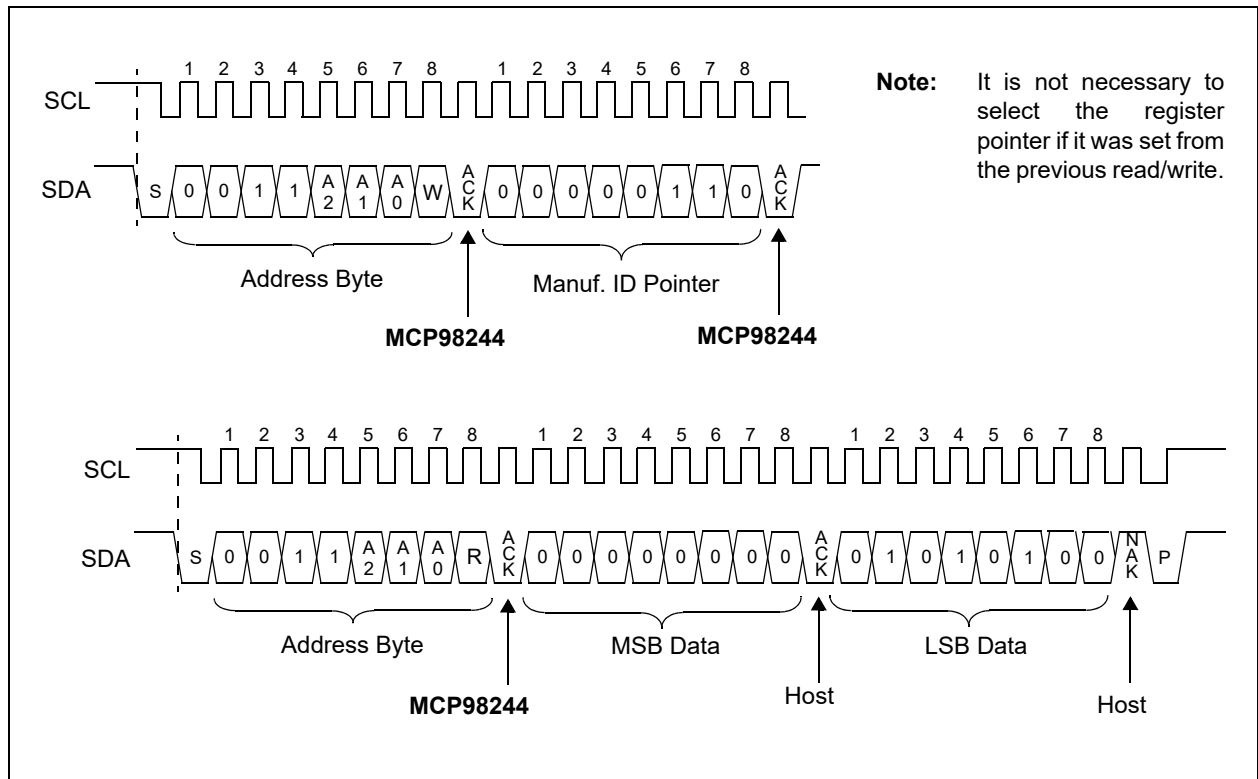 1 2 3 4 5 6 7 8 1 2 3 4 5 6 7 8
SCL
SDA
S 0 0 1 1 A2 A1 A0 W ACK 0 0 0 0 0 1 1 0 ACK
Address Byte
Manuf. ID Pointer
MCP98244
MCP98244
Note: It is not necessary to
select the register
pointer if it was set from
the previous read/write.
1 2 3 4 5 6 7 8 1 2 3 4 5 6 7 8 1 2 3 4 5 6 7 8
SCL
SDA
S 0 0 1 1 A2 A1 A0 R ACK 0 0 0 0 0 0 0 0 ACK 0 1 0 1 0 1 0 0 NAK P
Address Byte
MSB Data
LSB Data
MCP98244
Host
Host